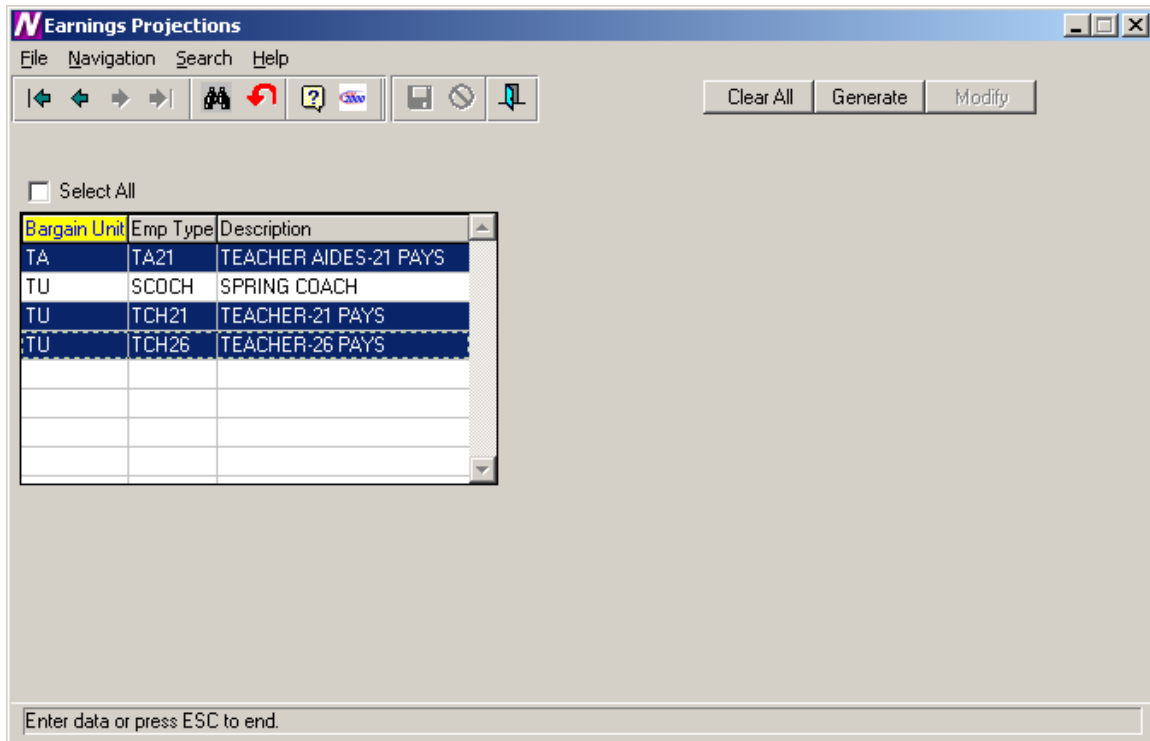 Earnings Projections
File Navigation Search Help
Clear All Generate Modify
Select All
Bargain Unit Emp Type Description
TA TA21 TEACHER AIDES-21 PAYS
TU SCOCH SPRING COACH
TU TCH21 TEACHER-21 PAYS
TU TCH26 TEACHER-26 PAYS
Enter data or press ESC to end.